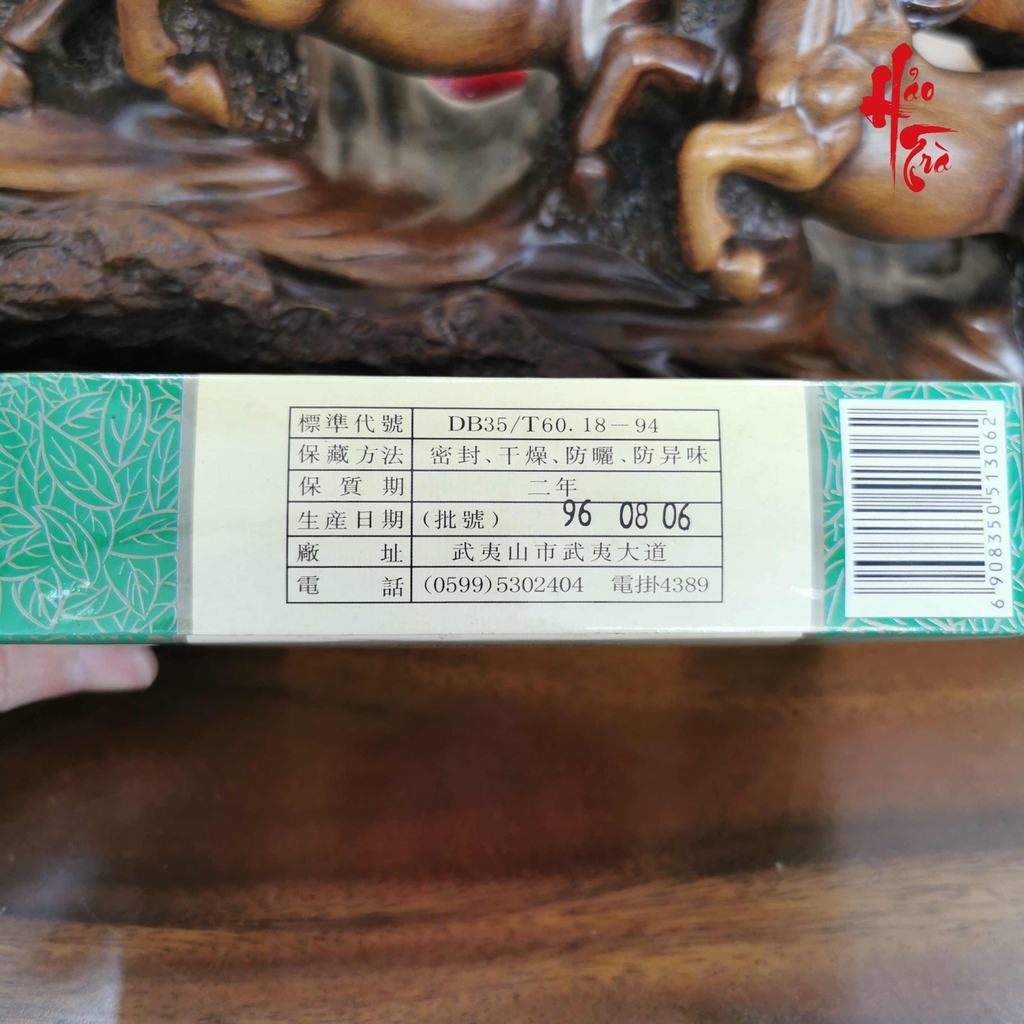 Hảo
Trà
標準代號 DB35/T60.18-94
保藏方法 密封、干燥、防曬、防异味
保質期 二年
生産日期 (批號) 96 08 06
廠址 武夷山市武夷大道
電話 (0599)5302404 電掛4389
6908350513062